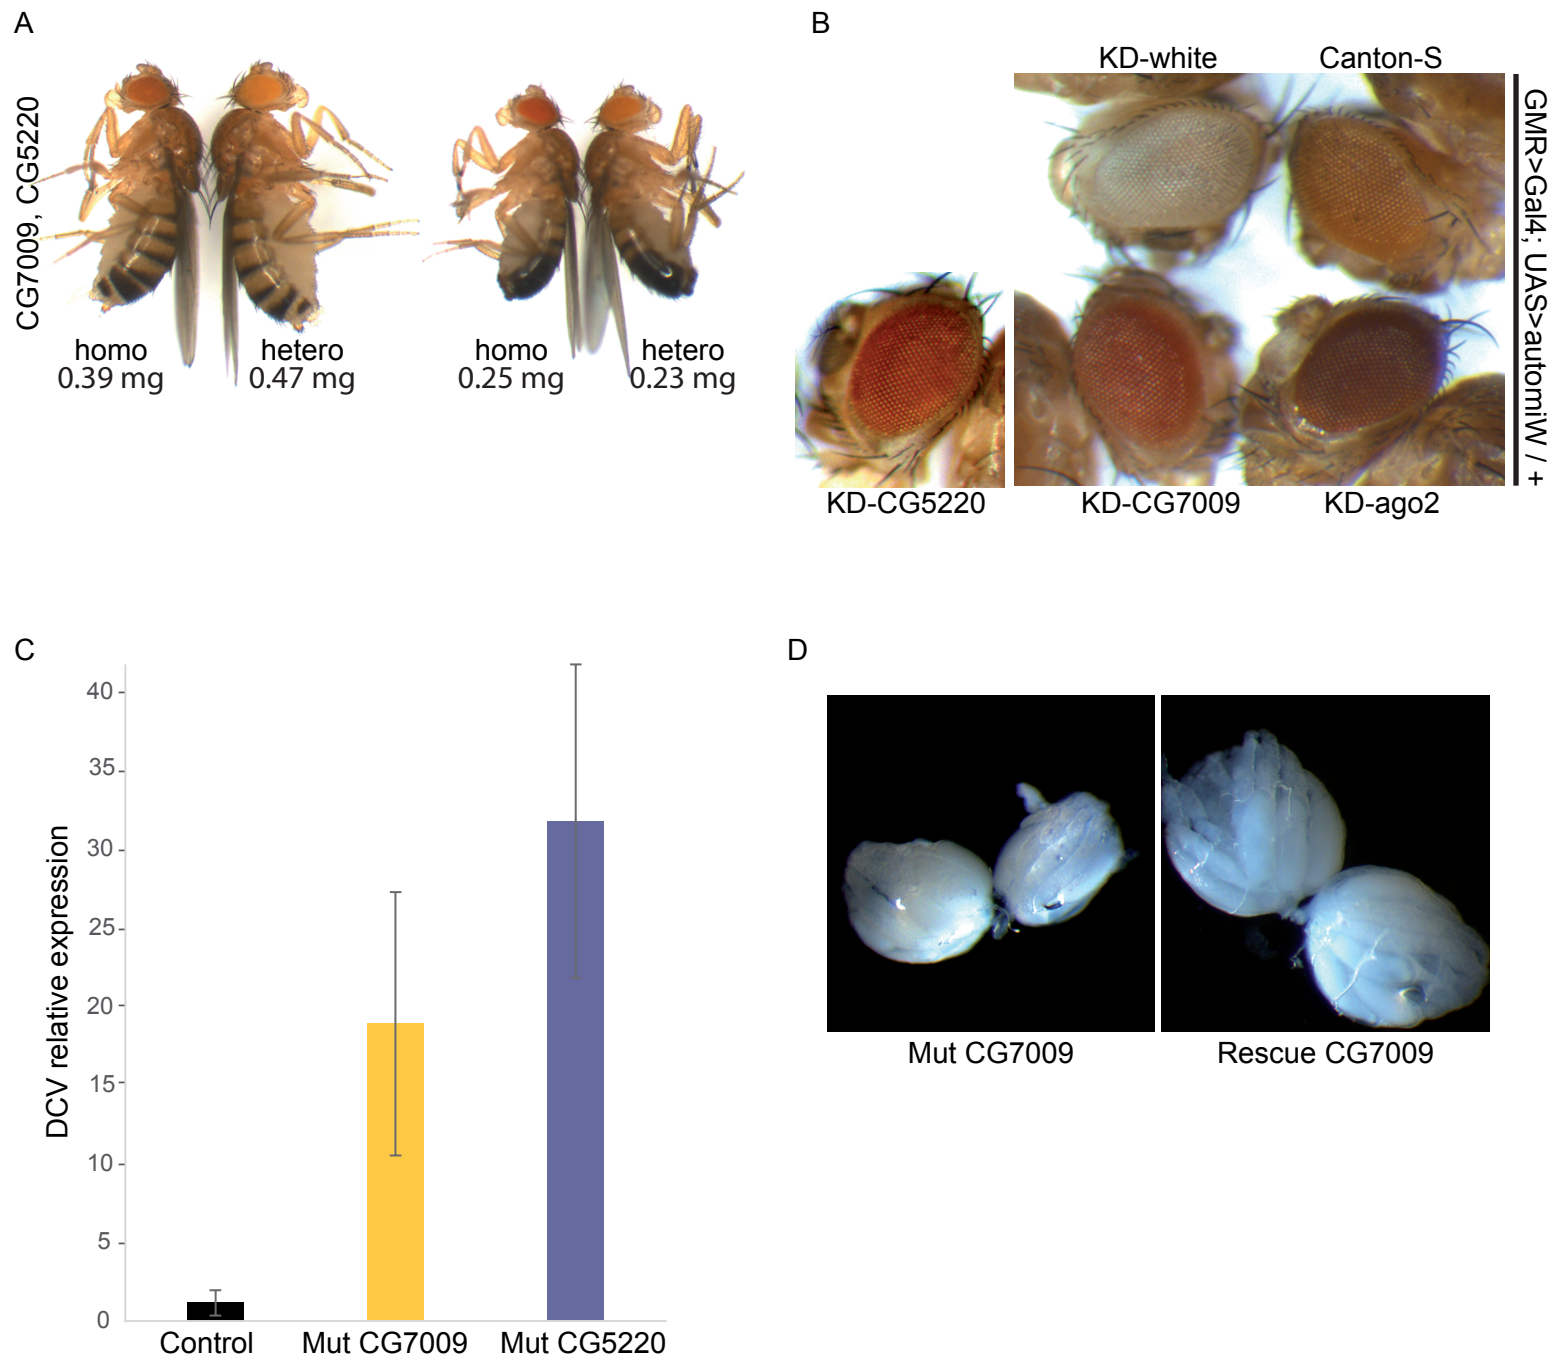 A
CG7009, CG5220
homo
0.39 mg
hetero
0.47 mg
homo
0.25 mg
hetero
0.23 mg
B
KD-white
Canton-S
KD-CG5220
KD-CG7009
KD-ago2
GMR>Gal4; UAS>automiW / +
C
DCV relative expression
40
35
30
25
20
15
10
5
0
Control
Mut CG7009
Mut CG5220
D
Mut CG7009
Rescue CG7009